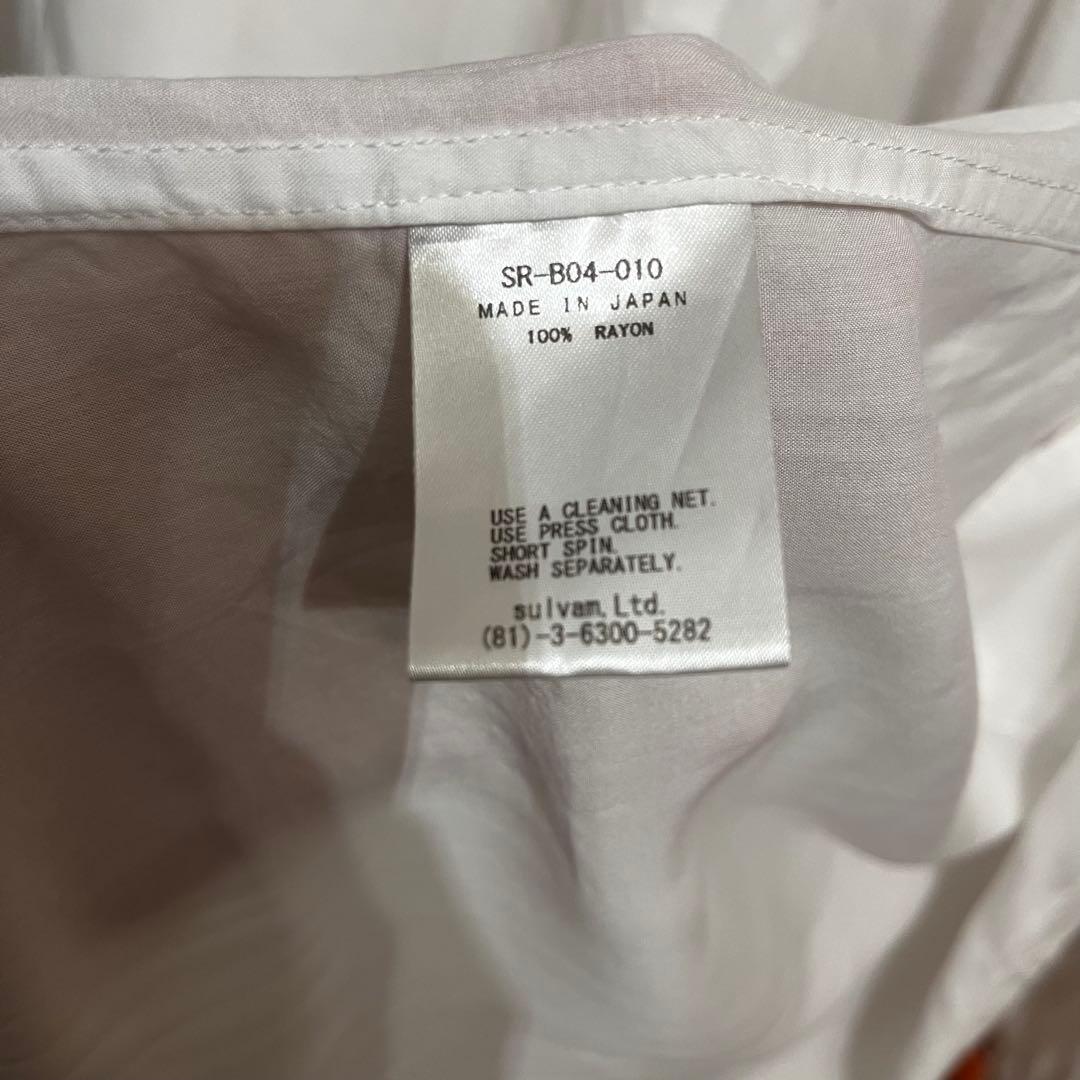 SR-B04-010
MADE IN JAPAN
100% RAYON
USE A CLEANING NET.
USE PRESS CLOTH.
SHORT SPIN.
WASH SEPARATELY.
sulvam.Ltd.
(81)-3-6300-5282